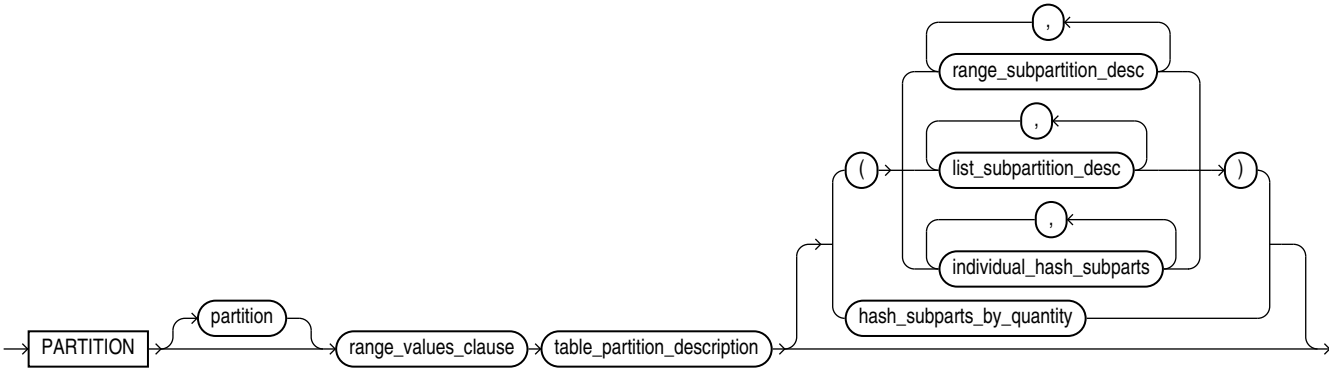 ,
range_subpartition_desc
,
( list_subpartition_desc )
,
individual_hash_subparts
partition hash_subparts_by_quantity
PARTITION range_values_clause table_partition_description